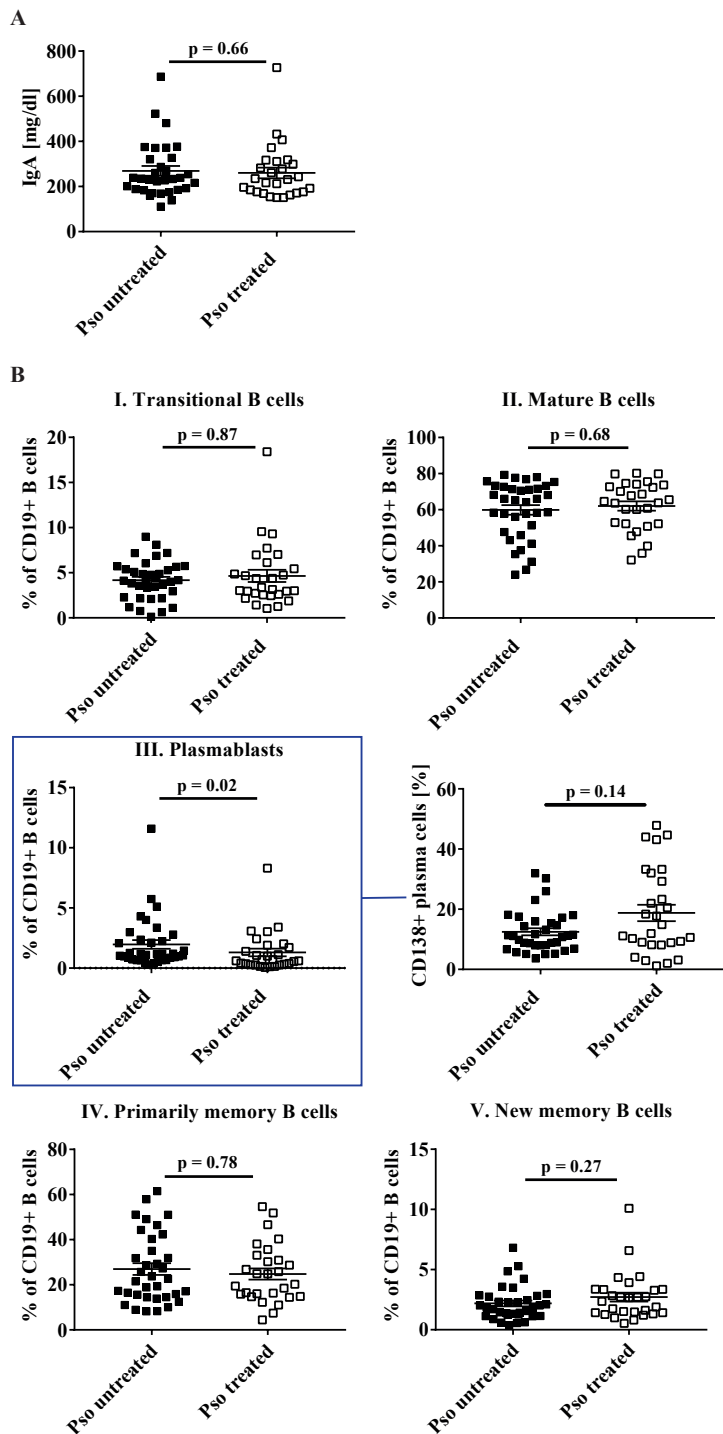 A
p = 0.66
IgA [mg/dl]
800
600
400
200
0
Pso untreated
Pso treated
B
I. Transitional B cells
p = 0.87
% of CD19+ B cells
20
15
10
5
0
Pso untreated
Pso treated
II. Mature B cells
p = 0.68
% of CD19+ B cells
100
80
60
40
20
0
Pso untreated
Pso treated
III. Plasmablasts
p = 0.02
% of CD19+ B cells
15
10
5
0
Pso untreated
Pso treated
p = 0.14
CD138+ plasma cells [%]
60
40
20
0
Pso untreated
Pso treated
IV. Primarily memory B cells
p = 0.78
% of CD19+ B cells
80
60
40
20
0
Pso untreated
Pso treated
V. New memory B cells
p = 0.27
% of CD19+ B cells
15
10
5
0
Pso untreated
Pso treated